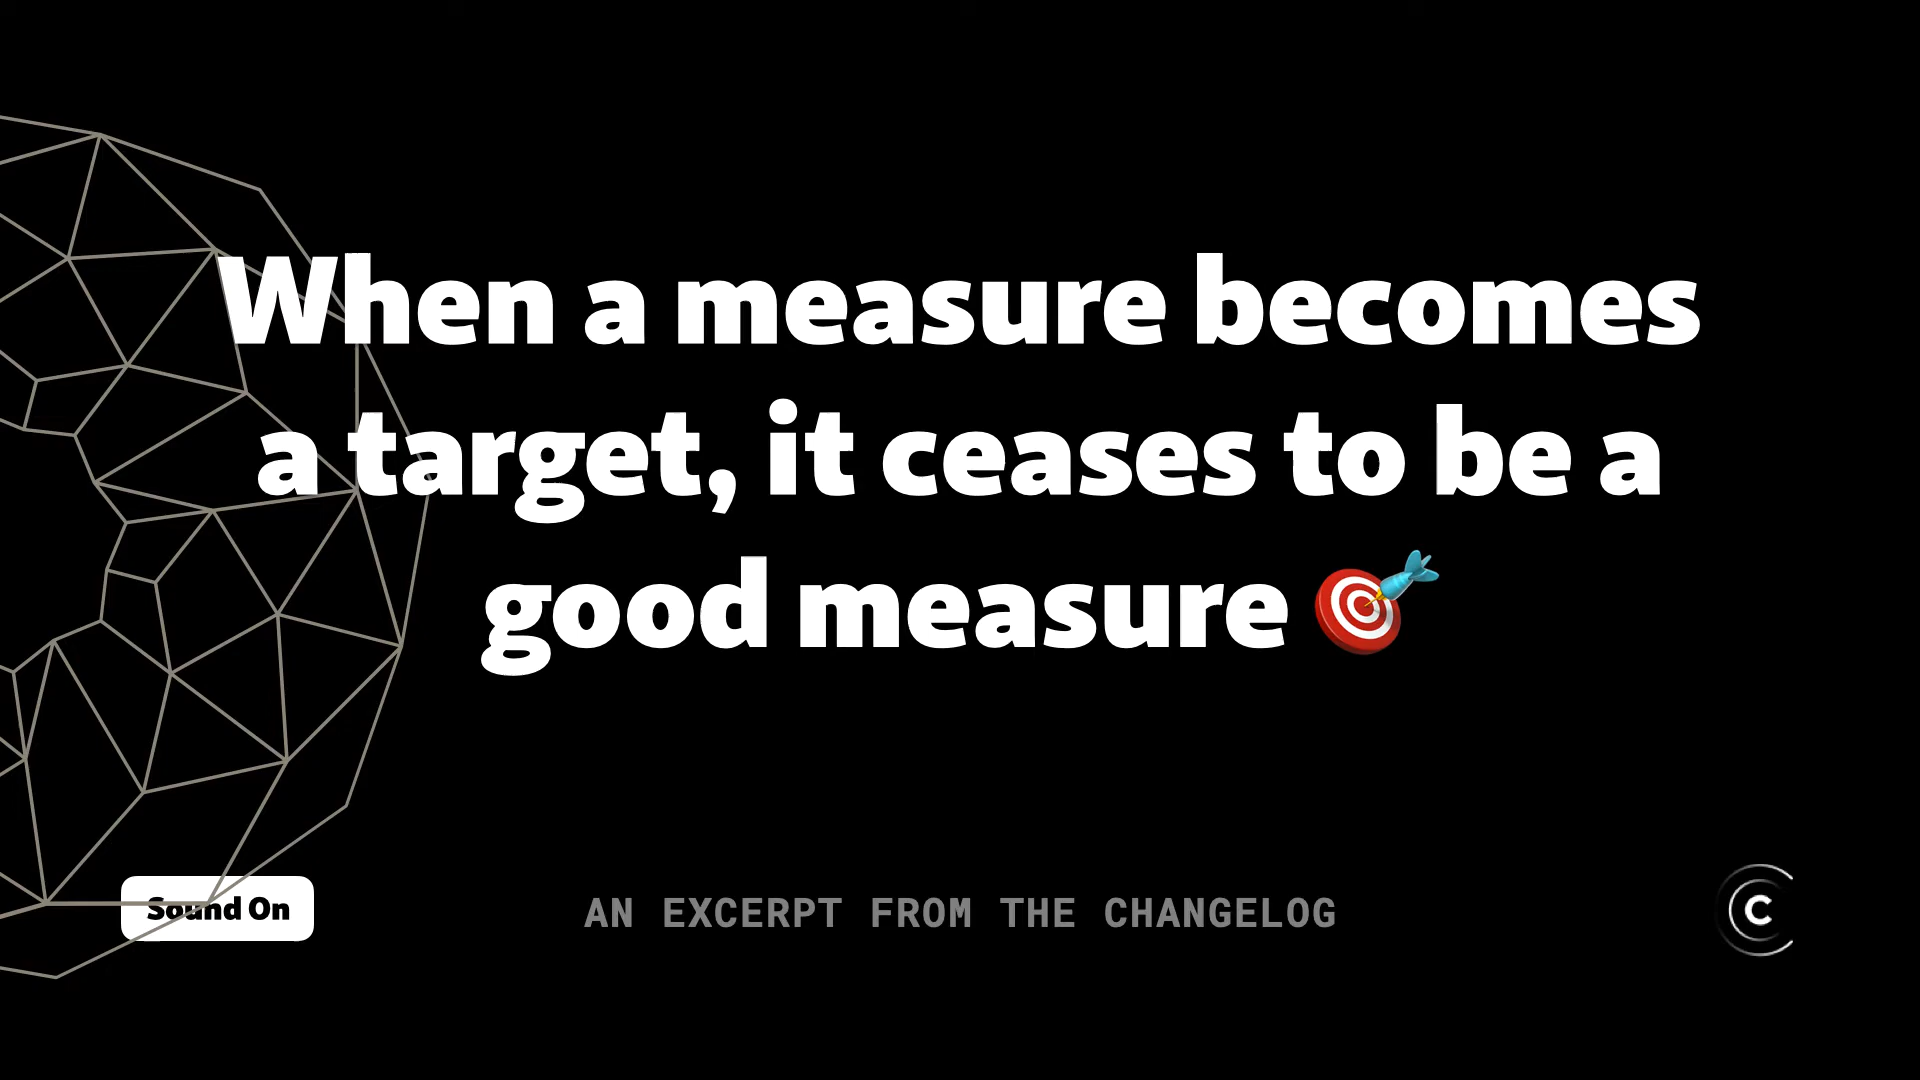 When a measure becomes
a target, it ceases to be a
good measure 🎯
Sound On
AN EXCERPT FROM THE CHANGELOG
C